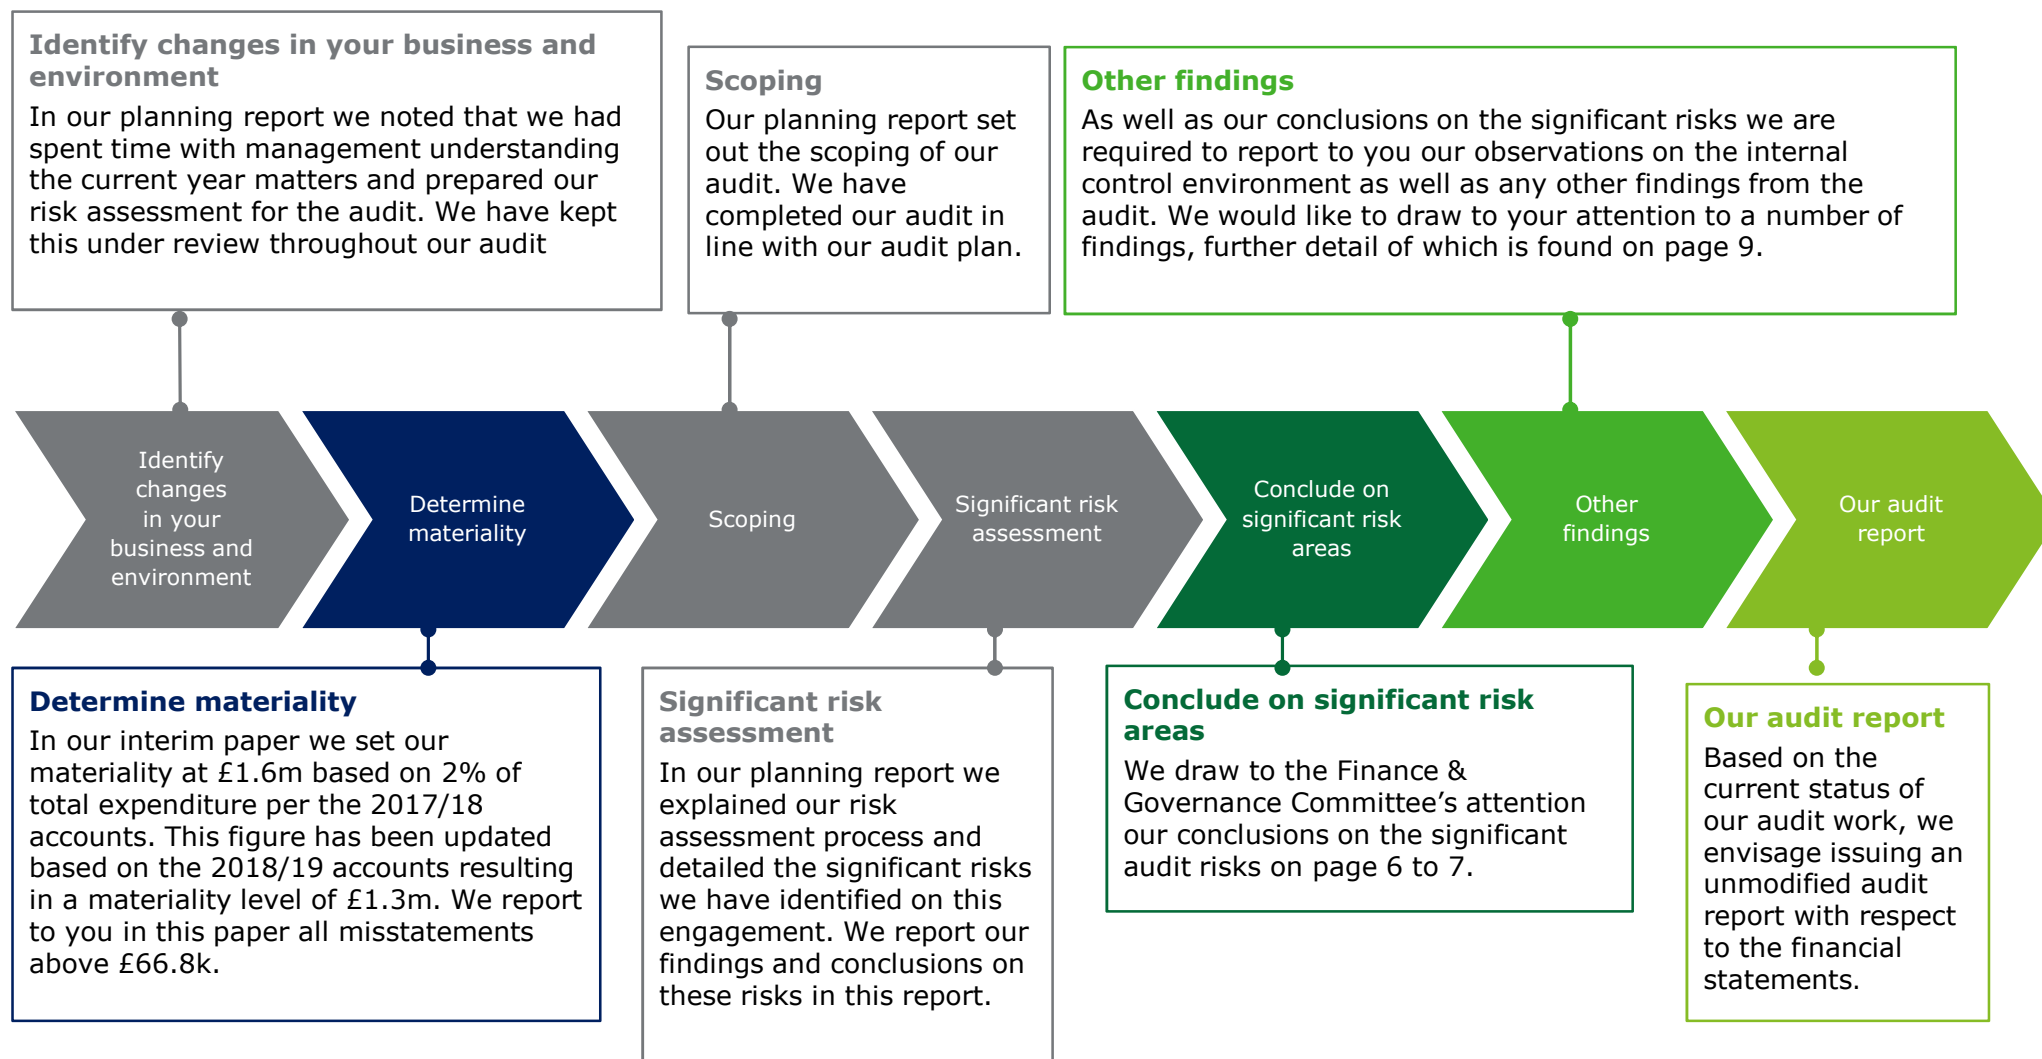 Identify changes in your business and
environment
In our planning report we noted that we had
spent time with management understanding
the current year matters and prepared our
risk assessment for the audit. We have kept
this under review throughout our audit
Scoping
Our planning report set
out the scoping of our
audit. We have
completed our audit in
line with our audit plan.
Other findings
As well as our conclusions on the significant risks we are
required to report to you our observations on the internal
control environment as well as any other findings from the
audit. We would like to draw to your attention to a number of
findings, further detail of which is found on page 9.
Identify
changes
in your
business and
environment
Determine
materiality
Scoping
Significant risk
assessment
Conclude on
significant risk
areas
Other
findings
Our audit
report
Determine materiality
In our interim paper we set our
materiality at £1.6m based on 2% of
total expenditure per the 2017/18
accounts. This figure has been updated
based on the 2018/19 accounts resulting
in a materiality level of £1.3m. We report
to you in this paper all misstatements
above £66.8k.
Significant risk
assessment
In our planning report we
explained our risk
assessment process and
detailed the significant risks
we have identified on this
engagement. We report our
findings and conclusions on
these risks in this report.
Conclude on significant risk
areas
We draw to the Finance &
Governance Committee’s attention
our conclusions on the significant
audit risks on page 6 to 7.
Our audit report
Based on the
current status of
our audit work, we
envisage issuing an
unmodified audit
report with respect
to the financial
statements.